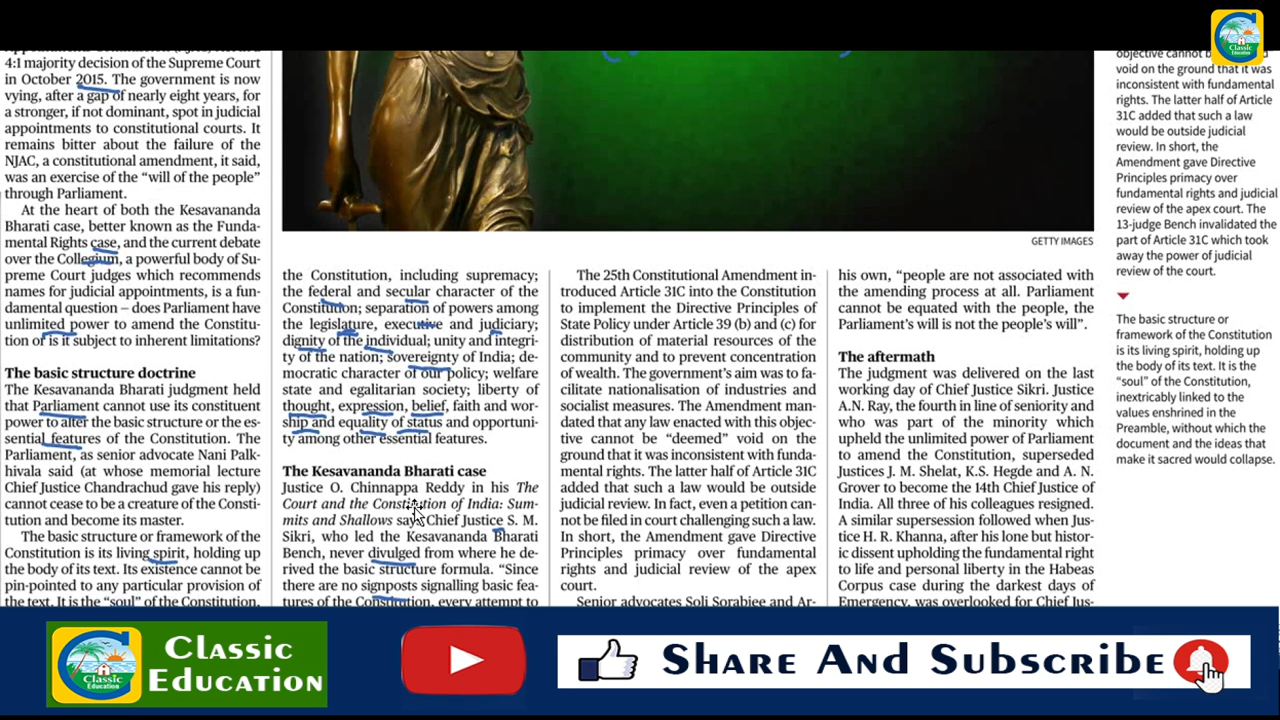 4:1 majority decision of the Supreme Court
in October 2015. The government is now
vying, after a gap of nearly eight years, for
a stronger, if not dominant, spot in judicial
appointments to constitutional courts. It
remains bitter about the failure of the
NJAC, a constitutional amendment, it said,
was an exercise of the “will of the people”
through Parliament.
At the heart of both the Kesavananda
Bharati case, better known as the Funda-
mental Rights case, and the current debate
over the Collegium, a powerful body of Su-
preme Court judges which recommends
names for judicial appointments, is a fun-
damental question – does Parliament have
unlimited power to amend the Constitu-
tion or is it subject to inherent limitations?
The basic structure doctrine
The Kesavananda Bharati judgment held
that Parliament cannot use its constituent
power to alter the basic structure or the es-
sential features of the Constitution. The
Parliament, as senior advocate Nani Palk-
hivala said (at whose memorial lecture
Chief Justice Chandrachud gave his reply)
cannot cease to be a creature of the Consti-
tution and become its master.
The basic structure or framework of the
Constitution is its living spirit, holding up
the body of its text. Its existence cannot be
pin-pointed to any particular provision of
the text. It is the “soul” of the Constitution,
GETTY IMAGES
the Constitution, including supremacy;
the federal and secular character of the
Constitution; separation of powers among
the legislature, executive and judiciary;
dignity of the individual; unity and integri-
ty of the nation; sovereignty of India; de-
mocratic character of our policy; welfare
state and egalitarian society; liberty of
thought, expression, belief, faith and wor-
ship and equality of status and opportuni-
ty among other essential features.
The Kesavananda Bharati case
Justice O. Chinnappa Reddy in his The
Court and the Constitution of India: Sum-
mits and Shallows says Chief Justice S. M.
Sikri, who led the Kesavananda Bharati
Bench, never divulged from where he de-
rived the basic structure formula. “Since
there are no signposts signalling basic fea-
tures of the Constitution, every attempt to
The 25th Constitutional Amendment in-
troduced Article 31C into the Constitution
to implement the Directive Principles of
State Policy under Article 39 (b) and (c) for
distribution of material resources of the
community and to prevent concentration
of wealth. The government’s aim was to fa-
cilitate nationalisation of industries and
socialist measures. The Amendment man-
dated that any law enacted with this objec-
tive cannot be “deemed” void on the
ground that it was inconsistent with funda-
mental rights. The latter half of Article 31C
added that such a law would be outside
judicial review. In fact, even a petition can-
not be filed in court challenging such a law.
In short, the Amendment gave Directive
Principles primacy over fundamental
rights and judicial review of the apex
court.
Senior advocates Soli Sorabjee and Ar-
his own, “people are not associated with
the amending process at all. Parliament
cannot be equated with the people, the
Parliament’s will is not the people’s will”.
The aftermath
The judgment was delivered on the last
working day of Chief Justice Sikri. Justice
A.N. Ray, the fourth in line of seniority and
who was part of the minority which
upheld the unlimited power of Parliament
to amend the Constitution, superseded
Justices J. M. Shelat, K.S. Hegde and A. N.
Grover to become the 14th Chief Justice of
India. All three of his colleagues resigned.
A similar supersession followed when Jus-
tice H. R. Khanna, after his lone but histor-
ic dissent upholding the fundamental right
to life and personal liberty in the Habeas
Corpus case during the darkest days of
Emergency, was overlooked for Chief Jus-
objective cannot
void on the ground that it was
inconsistent with fundamental
rights. The latter half of Article
31C added that such a law
would be outside judicial
review. In short, the
Amendment gave Directive
Principles primacy over
fundamental rights and judicial
review of the apex court. The
13-judge Bench invalidated the
part of Article 31C which took
away the power of judicial
review of the court.
The basic structure or
framework of the Constitution
is its living spirit, holding up
the body of its text. It is the
“soul” of the Constitution,
inextricably linked to the
values enshrined in the
Preamble, without which the
document and the ideas that
make it sacred would collapse.
Classic
Education
Classic
Education
Classic
Education
Share And Subscribe